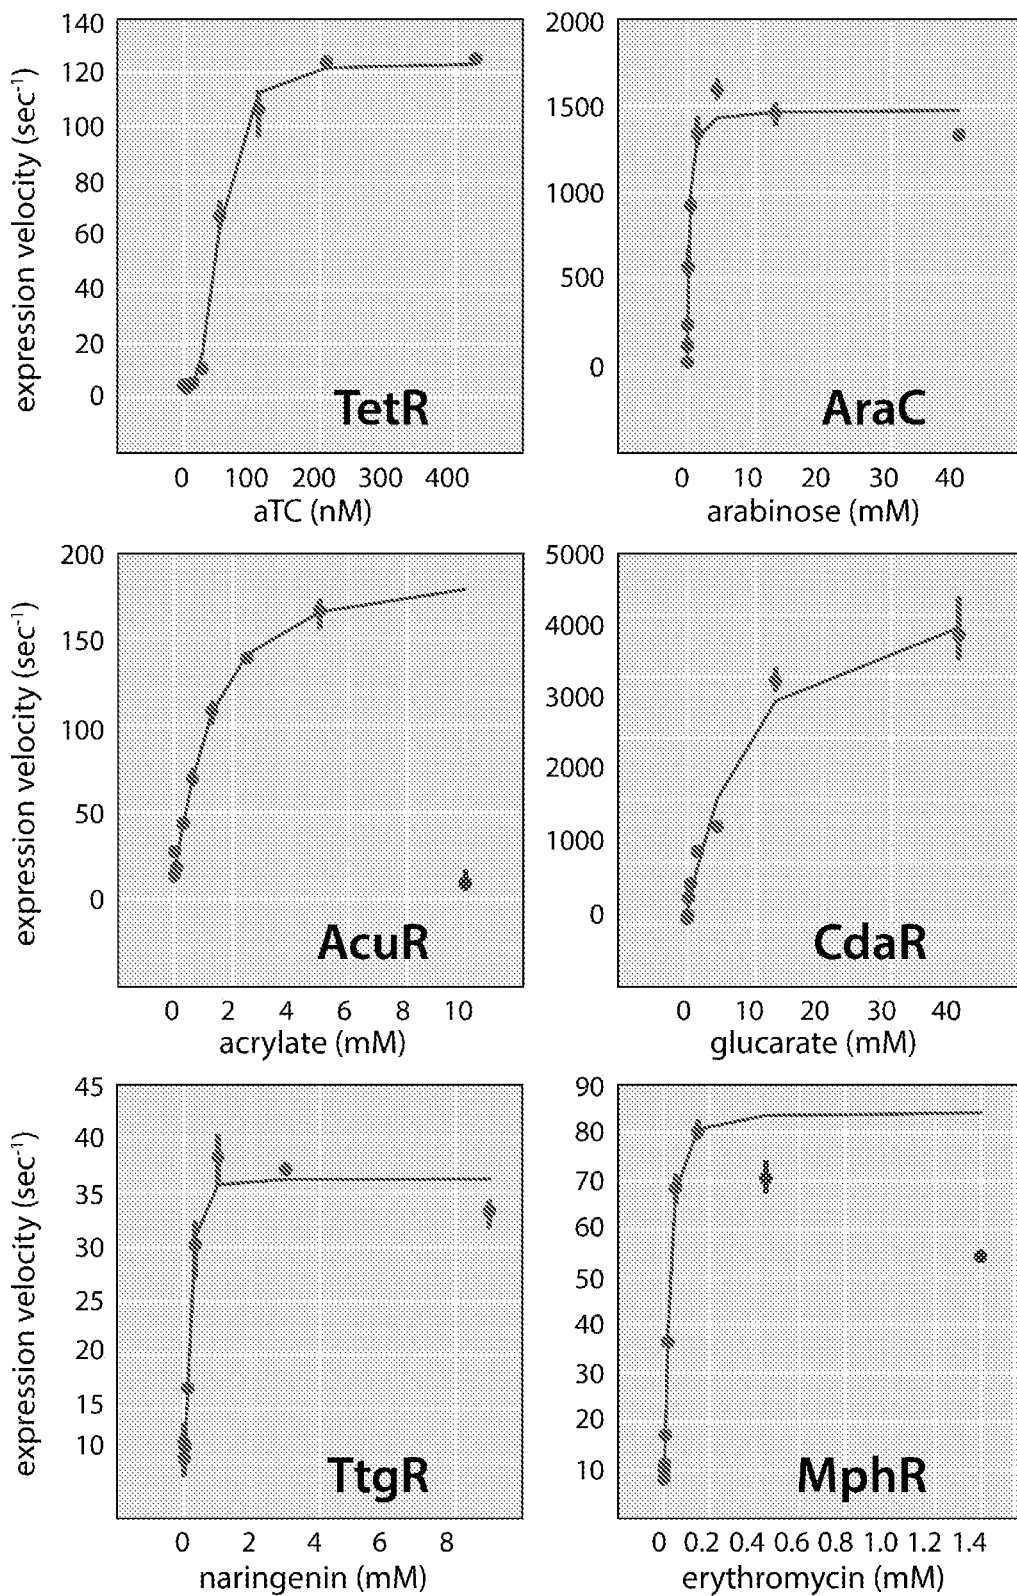 140
120
100
80
60
40
20
0
expression velocity (sec⁻¹)
TetR
0 100 200 300 400
aTC (nM)
2000
1500
1000
500
0
AraC
0 10 20 30 40
arabinose (mM)
200
150
100
50
0
expression velocity (sec⁻¹)
AcuR
0 2 4 6 8 10
acrylate (mM)
5000
4000
3000
2000
1000
0
CdaR
0 10 20 30 40
glucarate (mM)
45
40
35
30
25
20
15
10
expression velocity (sec⁻¹)
TtgR
0 2 4 6 8
naringenin (mM)
90
80
70
60
50
40
30
20
10
MphR
0 0.2 0.4 0.6 0.8 1.0 1.2 1.4
erythromycin (mM)